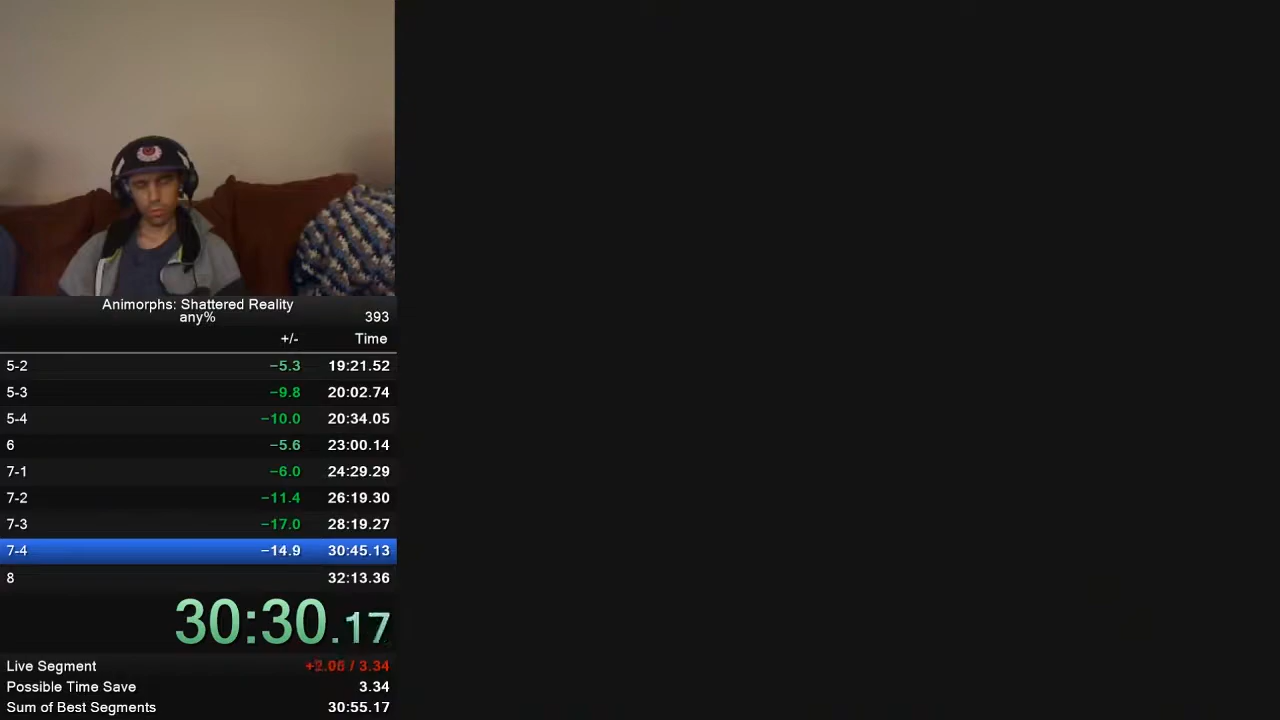 Animorphs: Shattered Reality
any% 393
+/- Time
5-2 −5.3 19:21.52
5-3 −9.8 20:02.74
5-4 −10.0 20:34.05
6 −5.6 23:00.14
7-1 −6.0 24:29.29
7-2 −11.4 26:19.30
7-3 −17.0 28:19.27
7-4 −14.9 30:45.13
8 32:13.36
30:30.17
Live Segment / 3.34
Possible Time Save 3.34
Sum of Best Segments 30:55.17